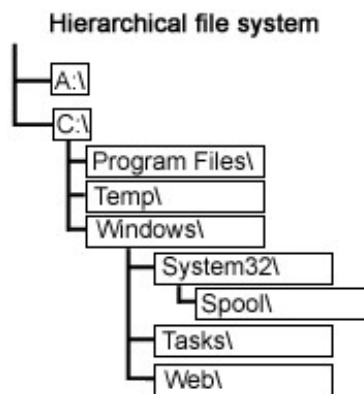 Hierarchical file system
A:\
C:\
Program Files\
Temp\
Windows\
System32\
Spool\
Tasks\
Web\